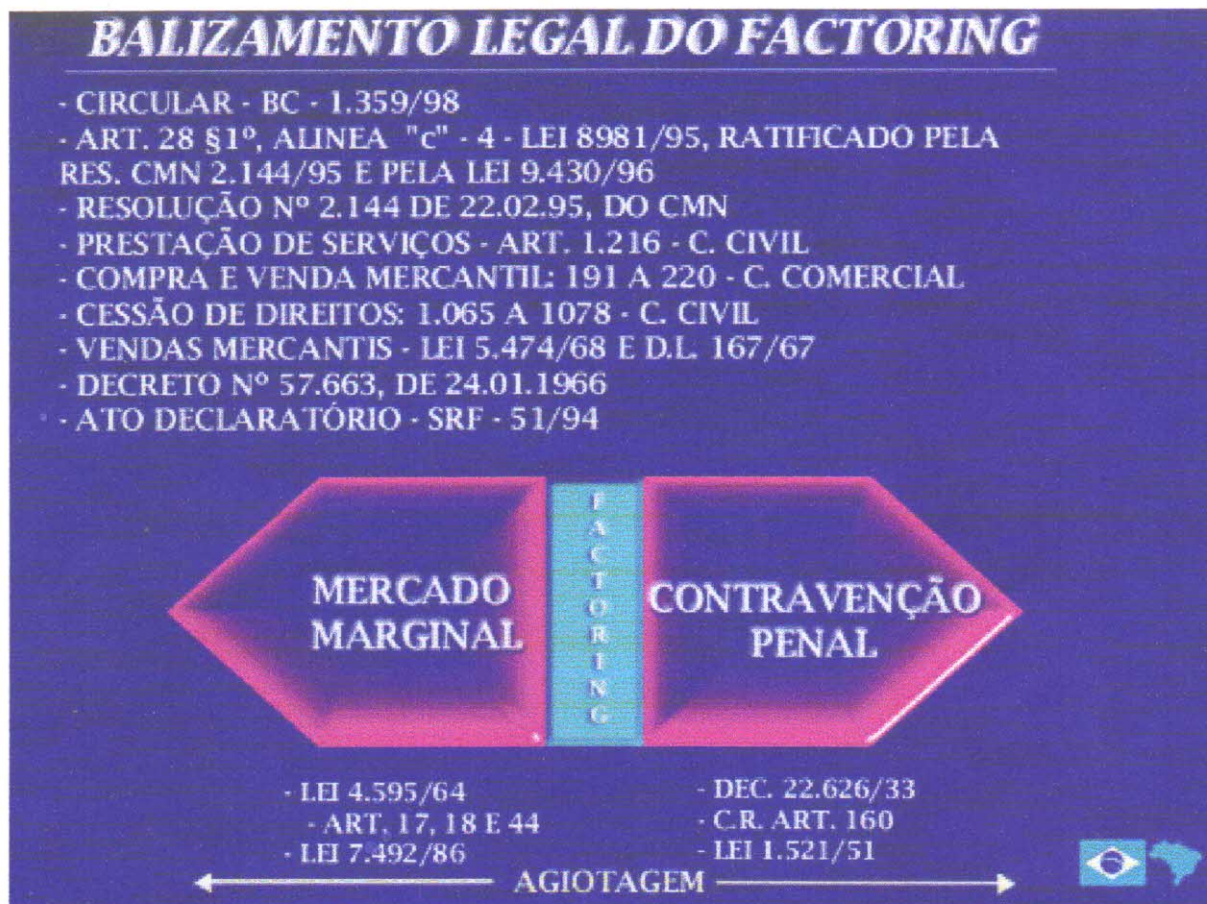 BALIZAMENTO LEGAL DO FACTORING
- CIRCULAR - BC - 1.359/98
- ART. 28 §1º, ALINEA "c" - 4 - LEI 8981/95, RATIFICADO PELA
RES. CMN 2.144/95 E PELA LEI 9.430/96
- RESOLUÇÃO Nº 2.144 DE 22.02.95, DO CMN
- PRESTAÇÃO DE SERVIÇOS - ART. 1.216 - C. CIVIL
- COMPRA E VENDA MERCANTIL: 191 A 220 - C. COMERCIAL
- CESSÃO DE DIREITOS: 1.065 A 1078 - C. CIVIL
- VENDAS MERCANTIS - LEI 5.474/68 E D.L. 167/67
- DECRETO Nº 57.663, DE 24.01.1966
- ATO DECLARATÓRIO - SRF - 51/94
MERCADO
MARGINAL
FACTORING
CONTRAVENÇÃO
PENAL
- LEI 4.595/64
- ART. 17, 18 E 44
- LEI 7.492/86
- DEC. 22.626/33
- C.R. ART. 160
- LEI 1.521/51
AGIOTAGEM